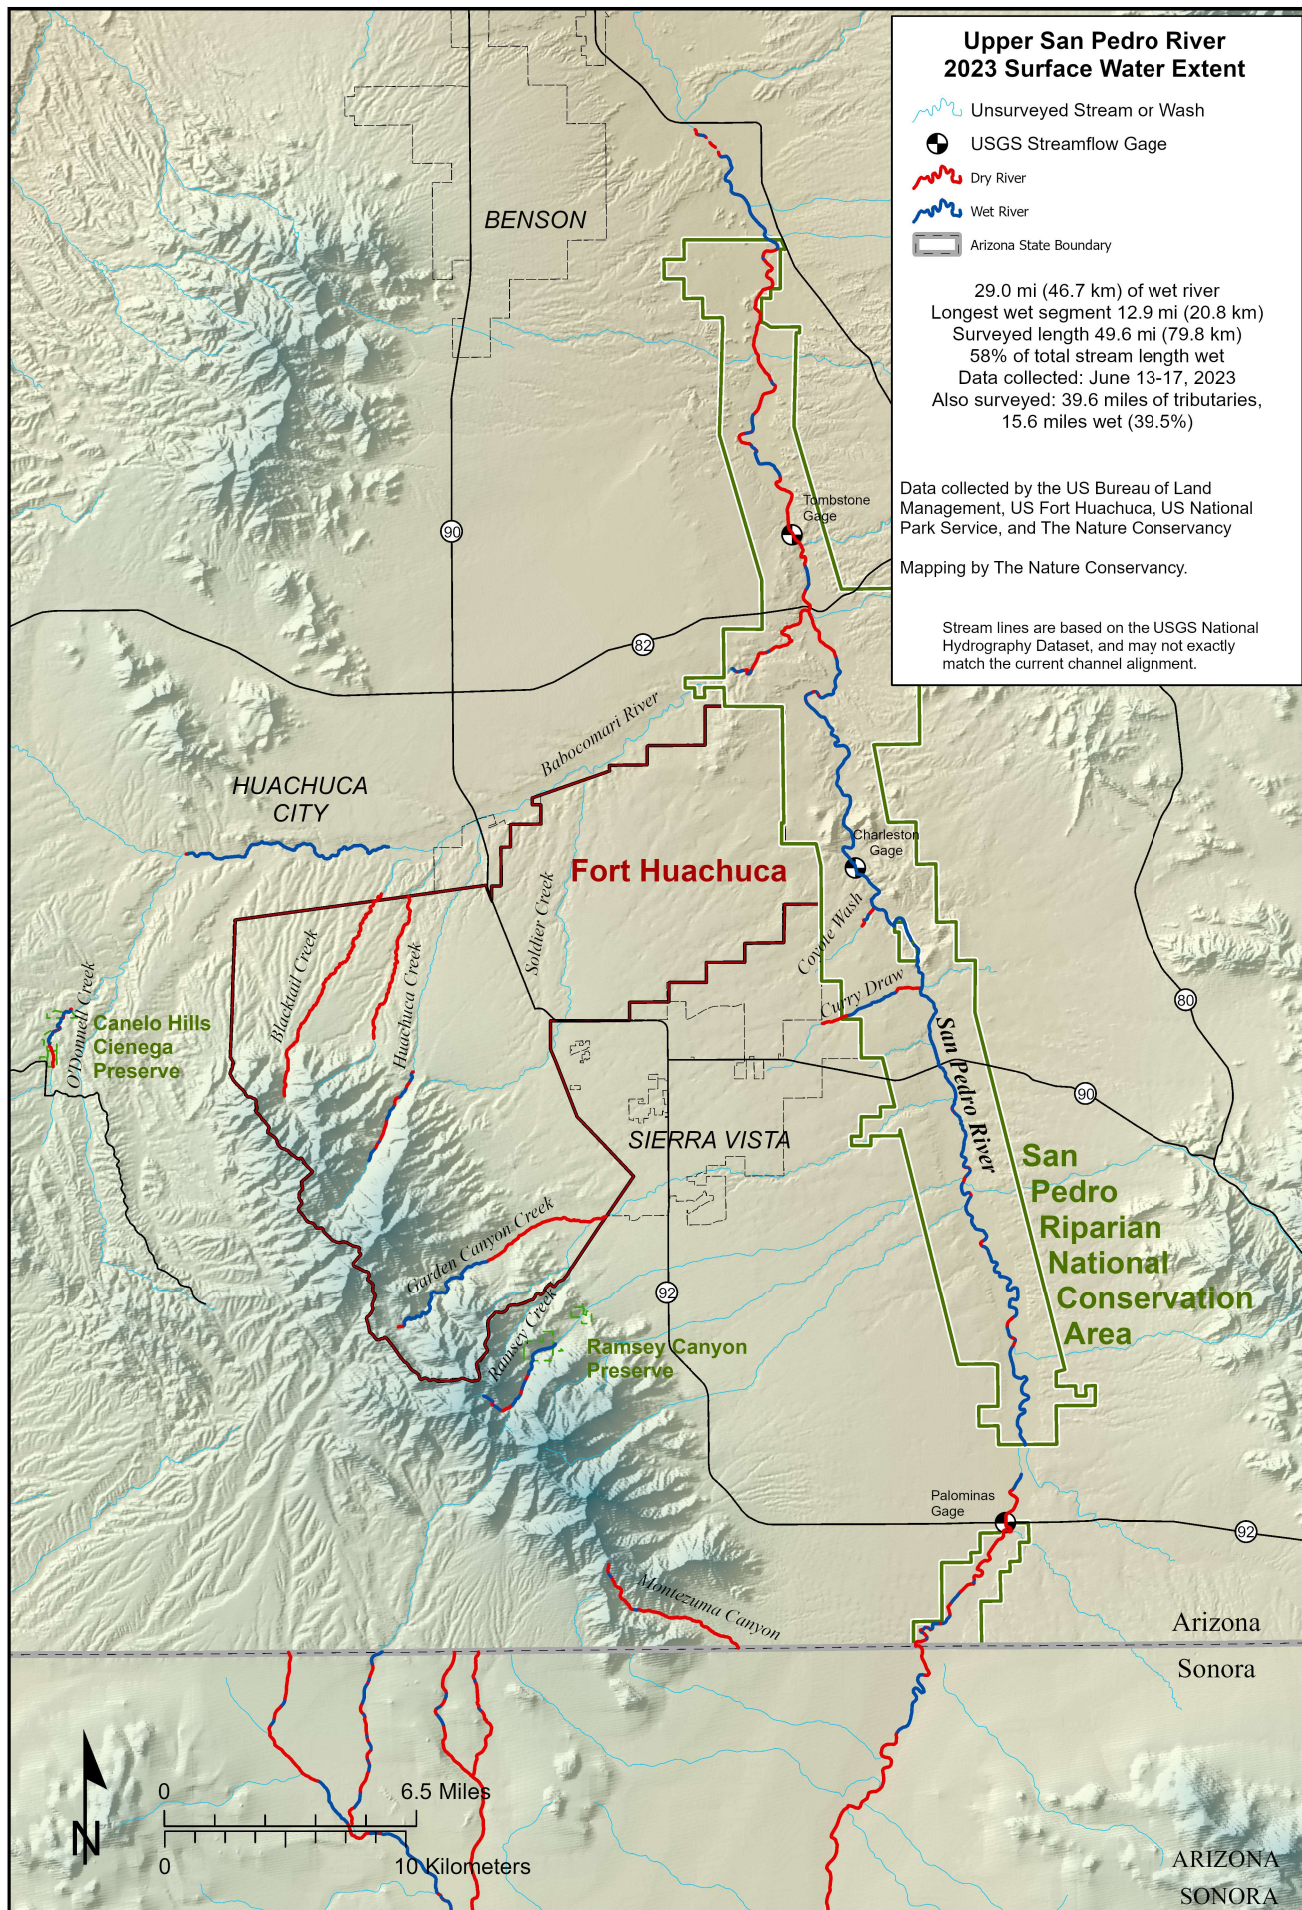 Upper San Pedro River
2023 Surface Water Extent
Unsurveyed Stream or Wash
USGS Streamflow Gage
Dry River
Wet River
Arizona State Boundary
29.0 mi (46.7 km) of wet river
Longest wet segment 12.9 mi (20.8 km)
Surveyed length 49.6 mi (79.8 km)
58% of total stream length wet
Data collected: June 13-17, 2023
Also surveyed: 39.6 miles of tributaries,
15.6 miles wet (39.5%)
Data collected by the US Bureau of Land
Management, US Fort Huachuca, US National
Park Service, and The Nature Conservancy
Mapping by The Nature Conservancy.
Stream lines are based on the USGS National
Hydrography Dataset, and may not exactly
match the current channel alignment.
BENSON
Tombstone
Gage
90
82
Babocomari River
HUACHUCA
CITY
Charleston
Gage
Fort Huachuca
Soldier Creek
Coyote Wash
Blacktail Creek
Huachuca Creek
O'Donnell Creek
Curry Draw
80
Canelo Hills
Cienega
Preserve
San Pedro River
90
SIERRA VISTA
San
Pedro
Riparian
National
Conservation
Area
Garden Canyon Creek
92
Ramsey Creek
Ramsey Canyon
Preserve
Palominas
Gage
92
Montezuma Canyon
Arizona
Sonora
N
0
6.5 Miles
0
10 Kilometers
ARIZONA
SONORA